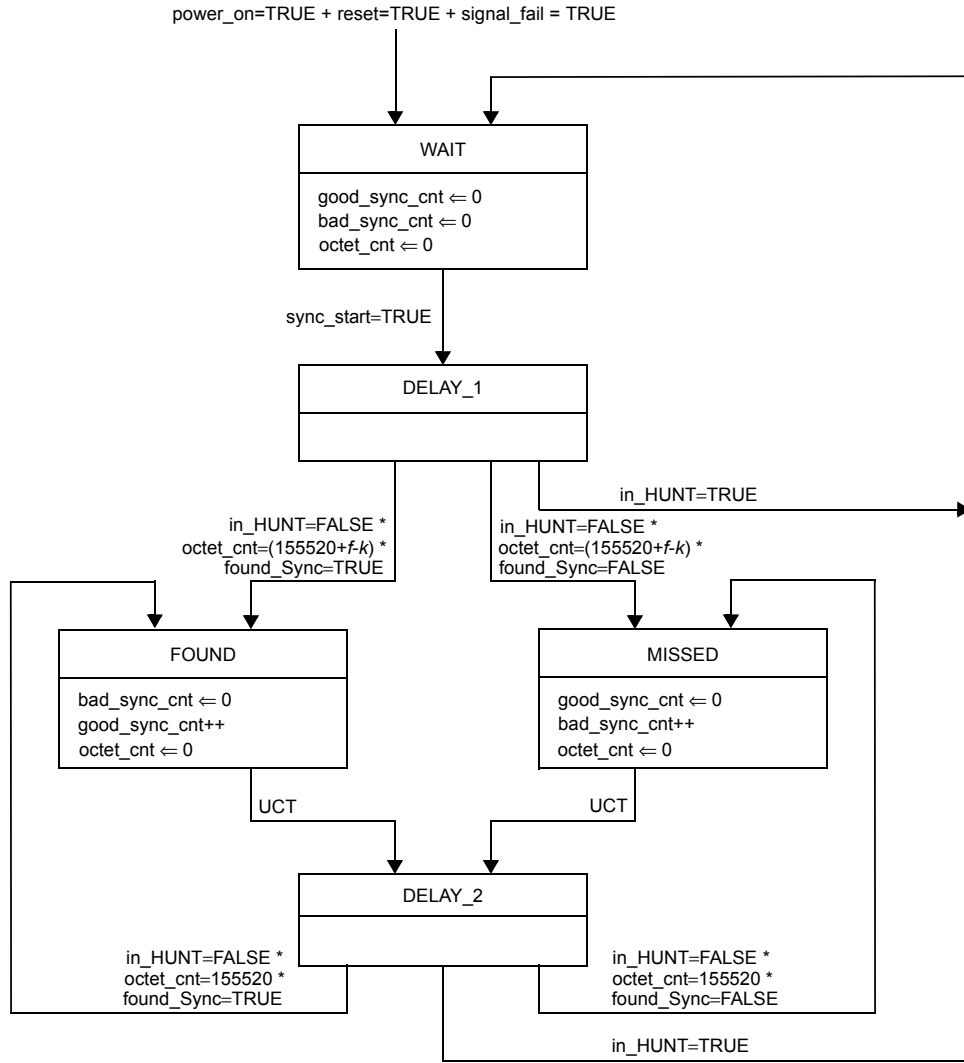 power_on=TRUE + reset=TRUE + signal_fail = TRUE
WAIT
good_sync_cnt ⇐ 0
bad_sync_cnt ⇐ 0
octet_cnt ⇐ 0
sync_start=TRUE
DELAY_1
in_HUNT=TRUE
in_HUNT=FALSE *
octet_cnt=(155520+f-k) *
found_Sync=TRUE
in_HUNT=FALSE *
octet_cnt=(155520+f-k) *
found_Sync=FALSE
FOUND
bad_sync_cnt ⇐ 0
good_sync_cnt++
octet_cnt ⇐ 0
MISSED
good_sync_cnt ⇐ 0
bad_sync_cnt++
octet_cnt ⇐ 0
UCT
UCT
DELAY_2
in_HUNT=FALSE *
octet_cnt=155520 *
found_Sync=TRUE
in_HUNT=FALSE *
octet_cnt=155520 *
found_Sync=FALSE
in_HUNT=TRUE